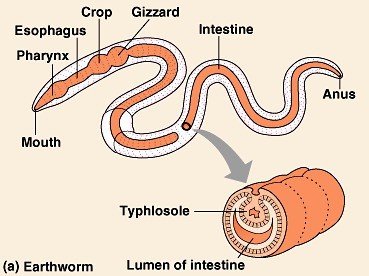 Crop
Gizzard
Esophagus
Intestine
Pharynx
Anus
Mouth
Typhlosole
(a) Earthworm
Lumen of intestine